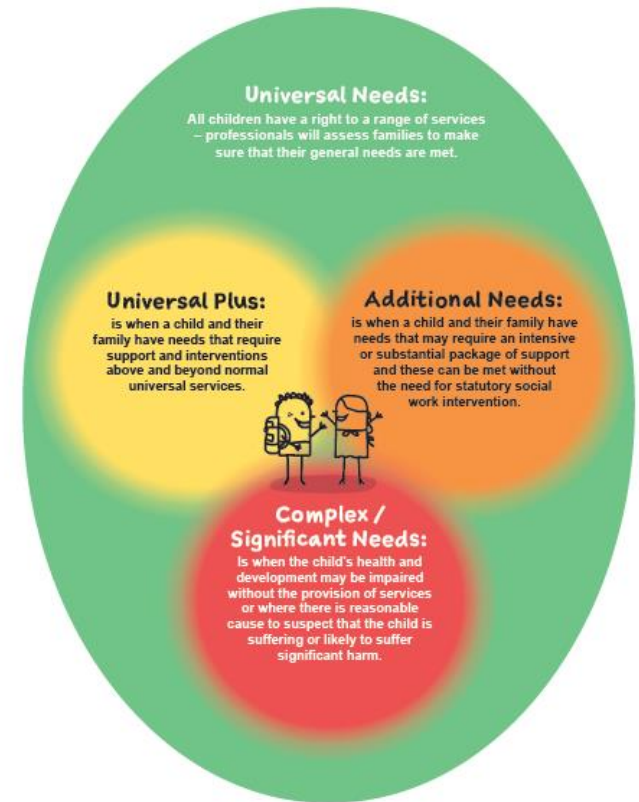 Universal Needs:
All children have a right to a range of services
– professionals will assess families to make
sure that their general needs are met.
Universal Plus:
is when a child and their
family have needs that require
support and interventions
above and beyond normal
universal services.
Additional Needs:
is when a child and their family have
needs that may require an intensive
or substantial package of support
and these can be met without
the need for statutory social
work intervention.
Complex /
Significant Needs:
Is when the child's health and
development may be impaired
without the provision of services
or where there is reasonable
cause to suspect that the child is
suffering or likely to suffer
significant harm.